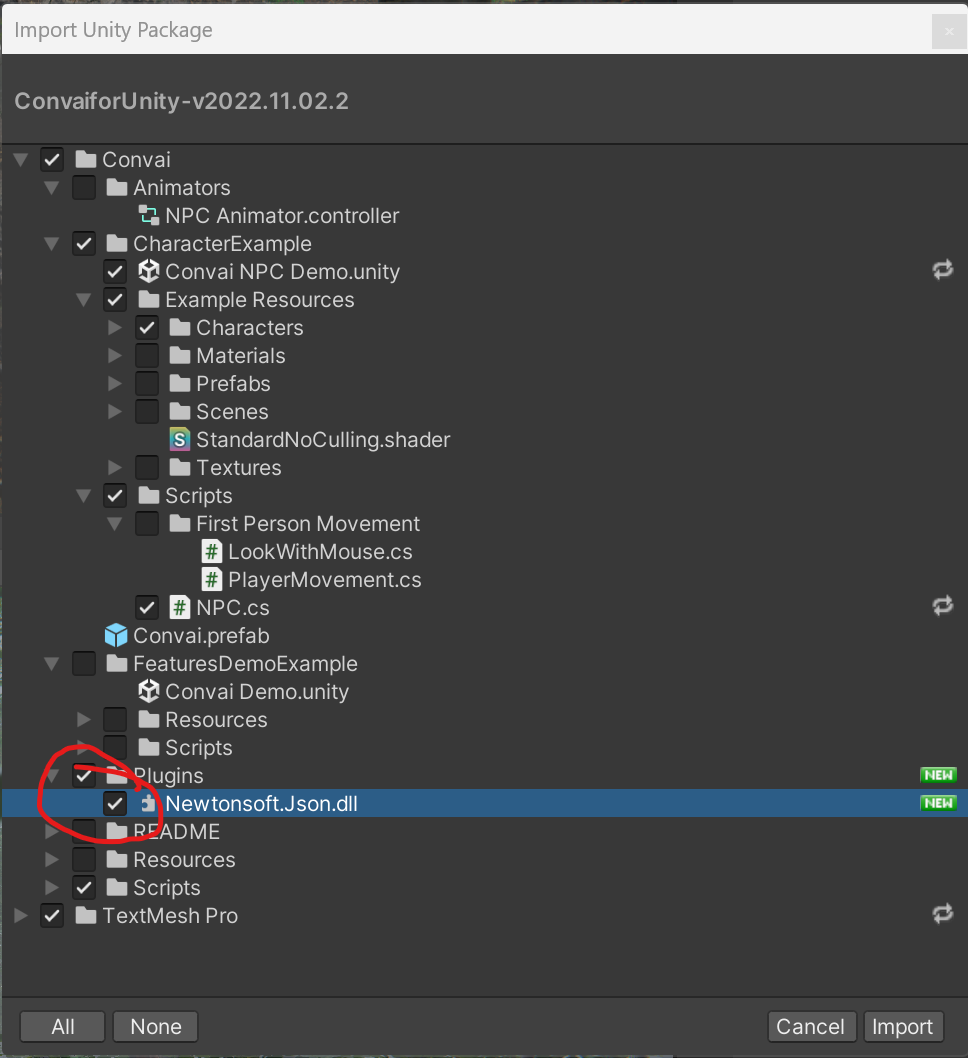 Import Unity Package
ConvaiforUnity-v2022.11.02.2
Convai
Animators
NPC Animator.controller
CharacterExample
Convai NPC Demo.unity
Example Resources
Characters
Materials
Prefabs
Scenes
StandardNoCulling.shader
Textures
Scripts
First Person Movement
LookWithMouse.cs
PlayerMovement.cs
NPC.cs
Convai.prefab
FeaturesDemoExample
Convai Demo.unity
Resources
Scripts
Plugins NEW
Newtonsoft.Json.dll NEW
README
Resources
Scripts
TextMesh Pro
All None Cancel Import